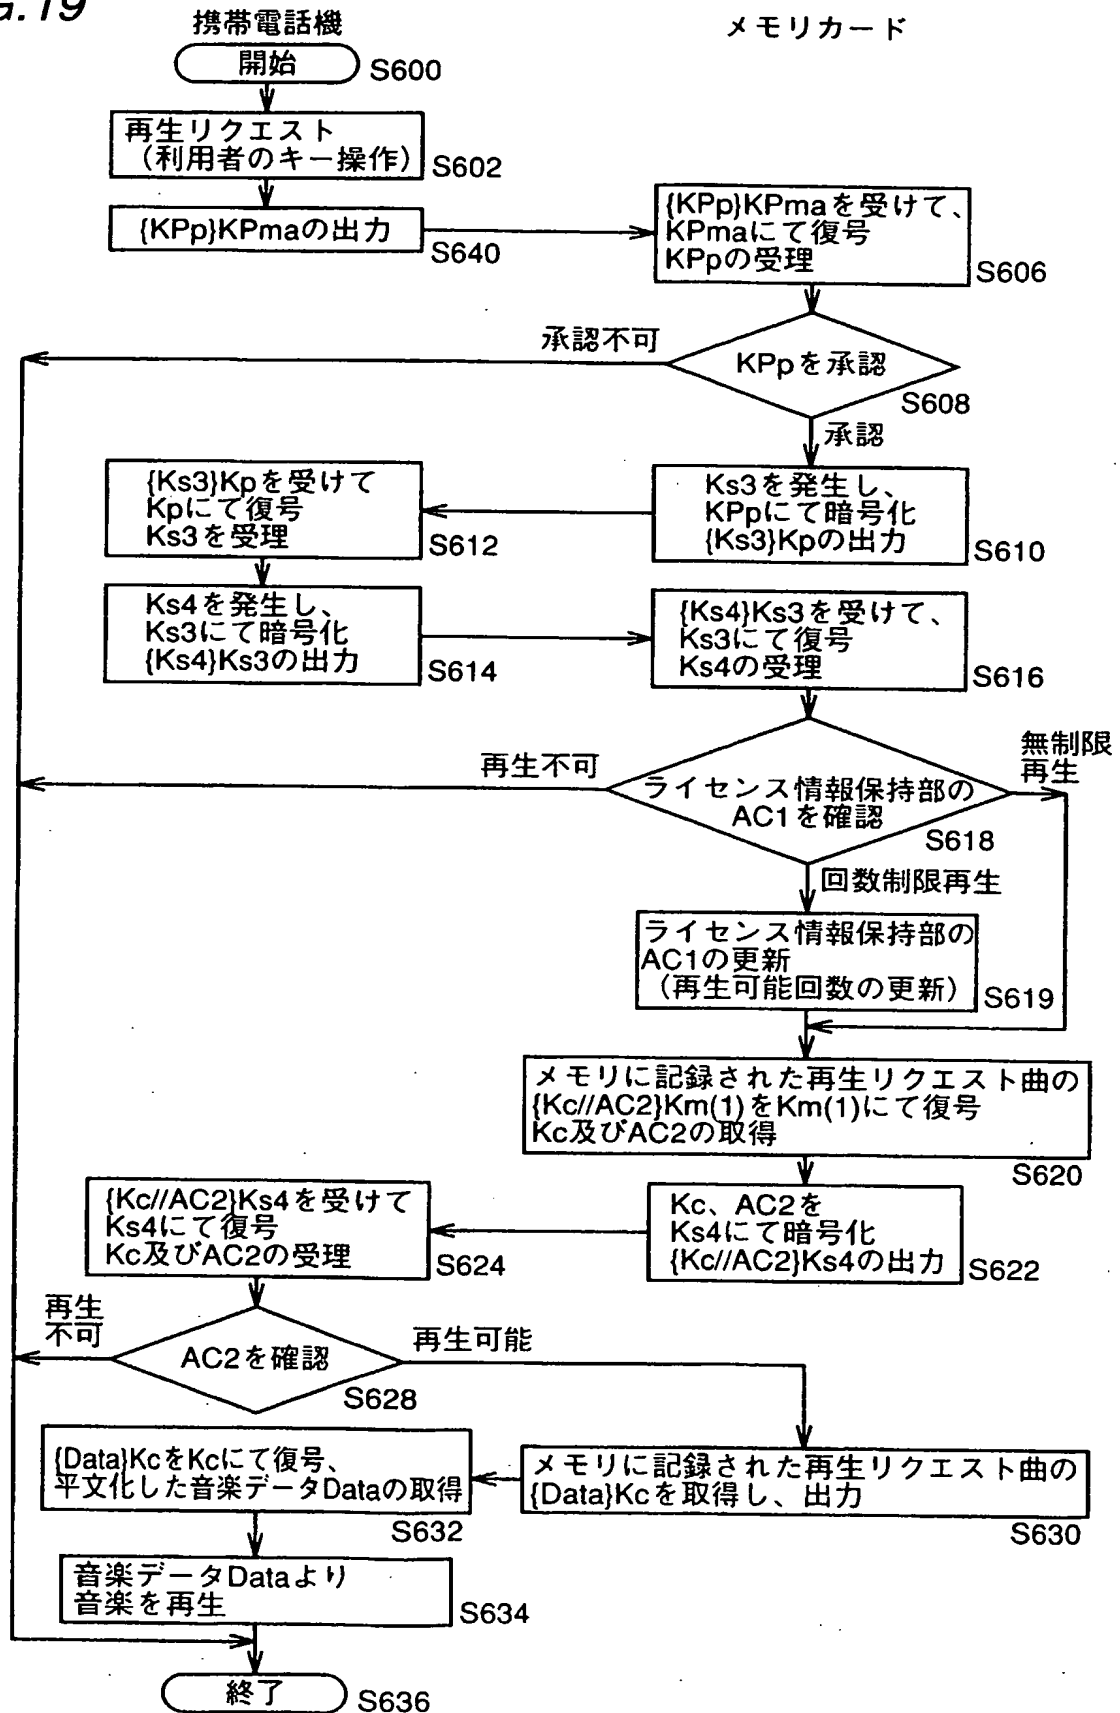 G.19
携帯電話機
メモリカード
開始
S600
再生リクエスト
（利用者のキー操作）
S602
{KPp}KPmaの出力
S640
{KPp}KPmaを受けて、
KPmaにて復号
KPpの受理
S606
承認不可
KPpを承認
S608
承認
Ks3を発生し、
KPpにて暗号化
{Ks3}Kpの出力
S610
{Ks3}Kpを受けて
Kpにて復号
Ks3を受理
S612
Ks4を発生し、
Ks3にて暗号化
{Ks4}Ks3の出力
S614
{Ks4}Ks3を受けて、
Ks3にて復号
Ks4の受理
S616
再生不可
無制限
再生
ライセンス情報保持部の
AC1を確認
S618
回数制限再生
ライセンス情報保持部の
AC1の更新
（再生可能回数の更新）
S619
メモリに記録された再生リクエスト曲の
{Kc//AC2}Km(1)をKm(1)にて復号
Kc及びAC2の取得
S620
Kc、AC2を
Ks4にて暗号化
{Kc//AC2}Ks4の出力
S622
{Kc//AC2}Ks4を受けて
Ks4にて復号
Kc及びAC2の受理
S624
再生
不可
AC2を確認
再生可能
S628
メモリに記録された再生リクエスト曲の
{Data}Kcを取得し、出力
S630
{Data}KcをKcにて復号、
平文化した音楽データDataの取得
S632
音楽データDataより
音楽を再生
S634
終了
S636